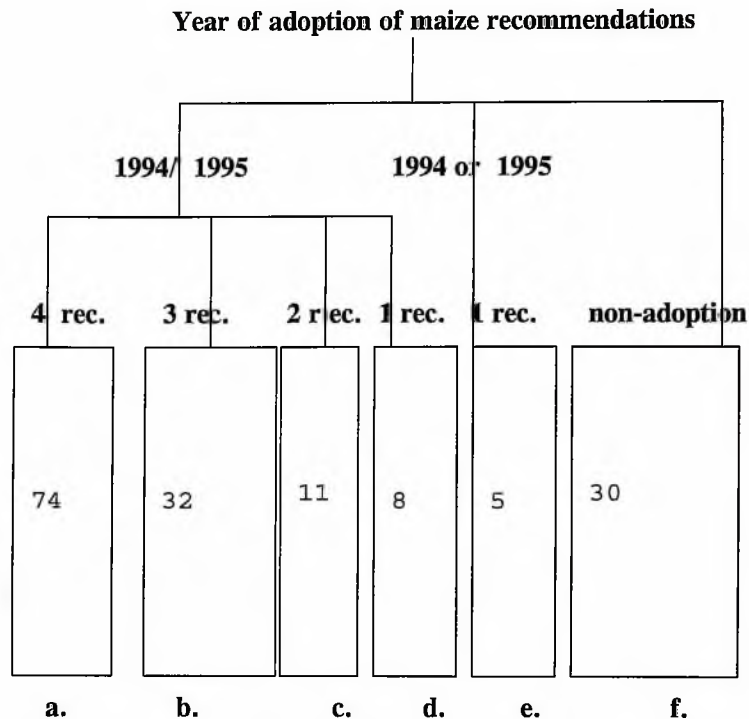 Year of adoption of maize recommendations
1994/ 1995 1994 or 1995
4 rec. 3 rec. 2 rec. 1 rec. 1 rec. non-adoption
74 32 11 8 5 30
a. b. c. d. e. f.